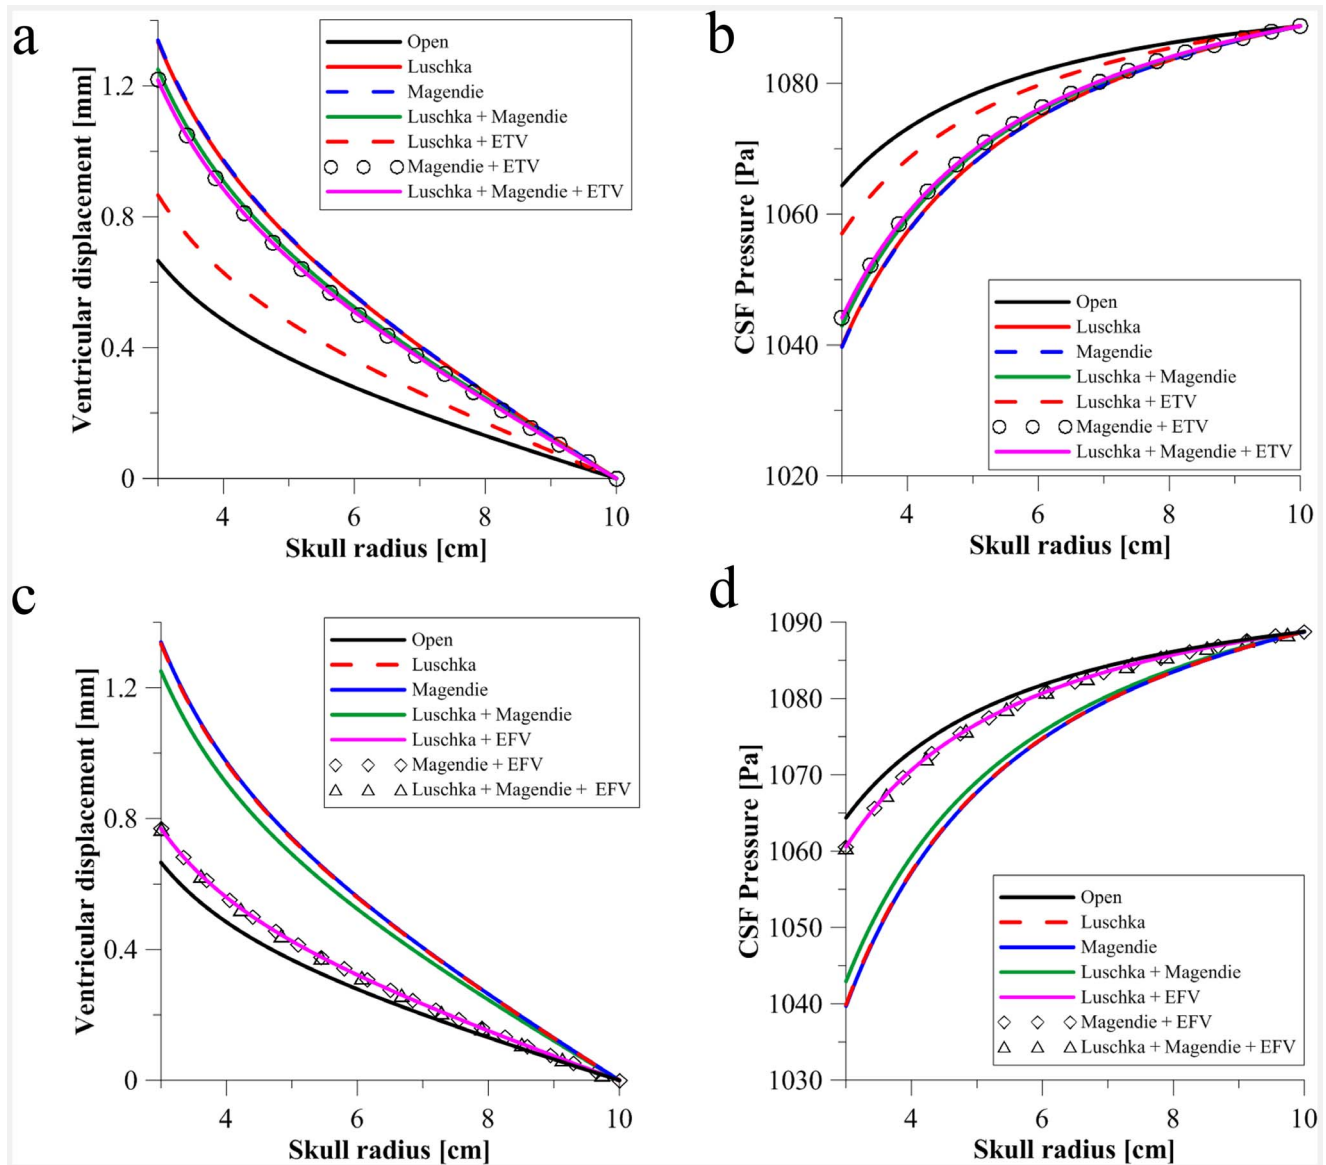 a
Ventricular displacement [mm]
1.2
0.8
0.4
0
4
6
8
10
Skull radius [cm]
Open
Luschka
Magendie
Luschka + Magendie
Luschka + ETV
Magendie + ETV
Luschka + Magendie + ETV
b
CSF Pressure [Pa]
1080
1060
1040
1020
4
6
8
10
Skull radius [cm]
Open
Luschka
Magendie
Luschka + Magendie
Luschka + ETV
Magendie + ETV
Luschka + Magendie + ETV
c
Ventricular displacement [mm]
1.2
0.8
0.4
0
4
6
8
10
Skull radius [cm]
Open
Luschka
Magendie
Luschka + Magendie
Luschka + EFV
Magendie + EFV
Luschka + Magendie + EFV
d
CSF Pressure [Pa]
1090
1080
1070
1060
1050
1040
1030
4
6
8
10
Skull radius [cm]
Open
Luschka
Magendie
Luschka + Magendie
Luschka + EFV
Magendie + EFV
Luschka + Magendie + EFV